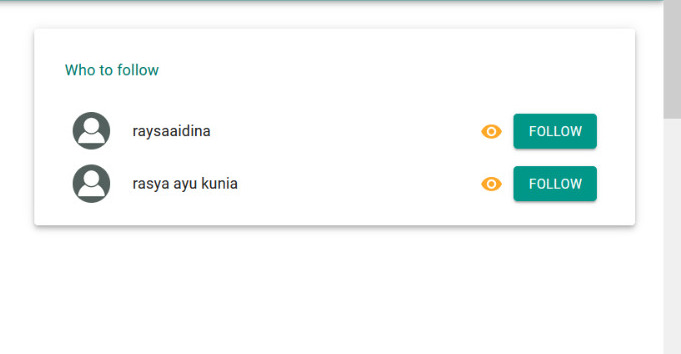 Who to follow
raysaaidina FOLLOW
rasya ayu kunia FOLLOW